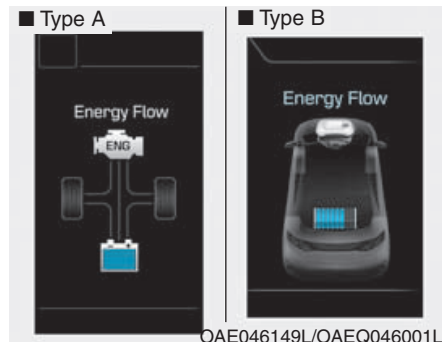 ■ Type A
■ Type B
Energy Flow
ENG
Energy Flow
OAE046149L/OAEQ046001L